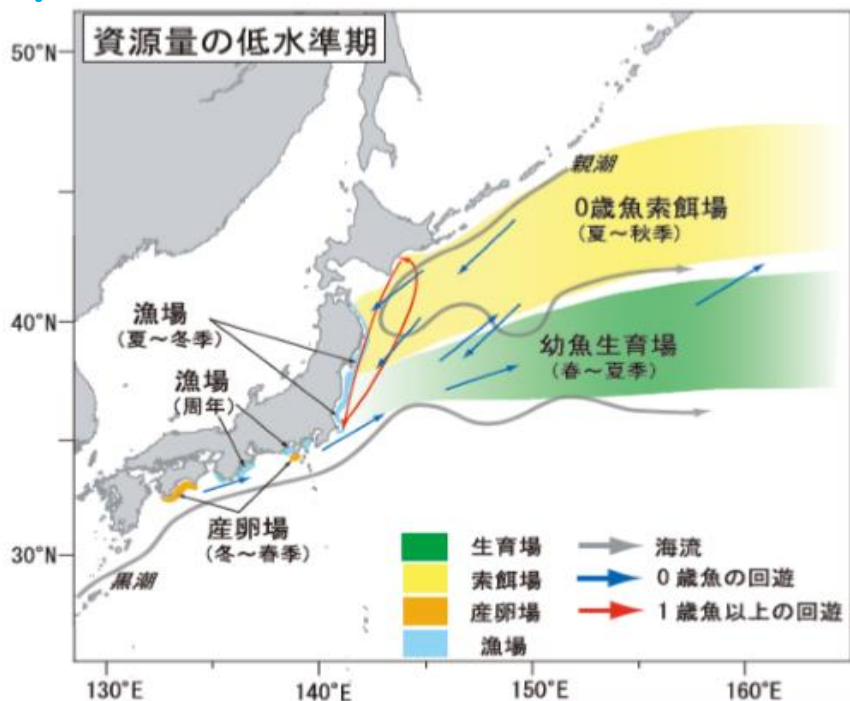 資源量の低水準期
50°N
親潮
0歳魚索餌場
(夏~秋季)
漁場
(夏~冬季)
40°N
幼魚生育場
(春~夏季)
漁場
(周年)
産卵場
(冬~春季)
30°N
黒潮
生育場
海流
索餌場
0歳魚の回遊
産卵場
1歳魚以上の回遊
漁場
130°E
140°E
150°E
160°E